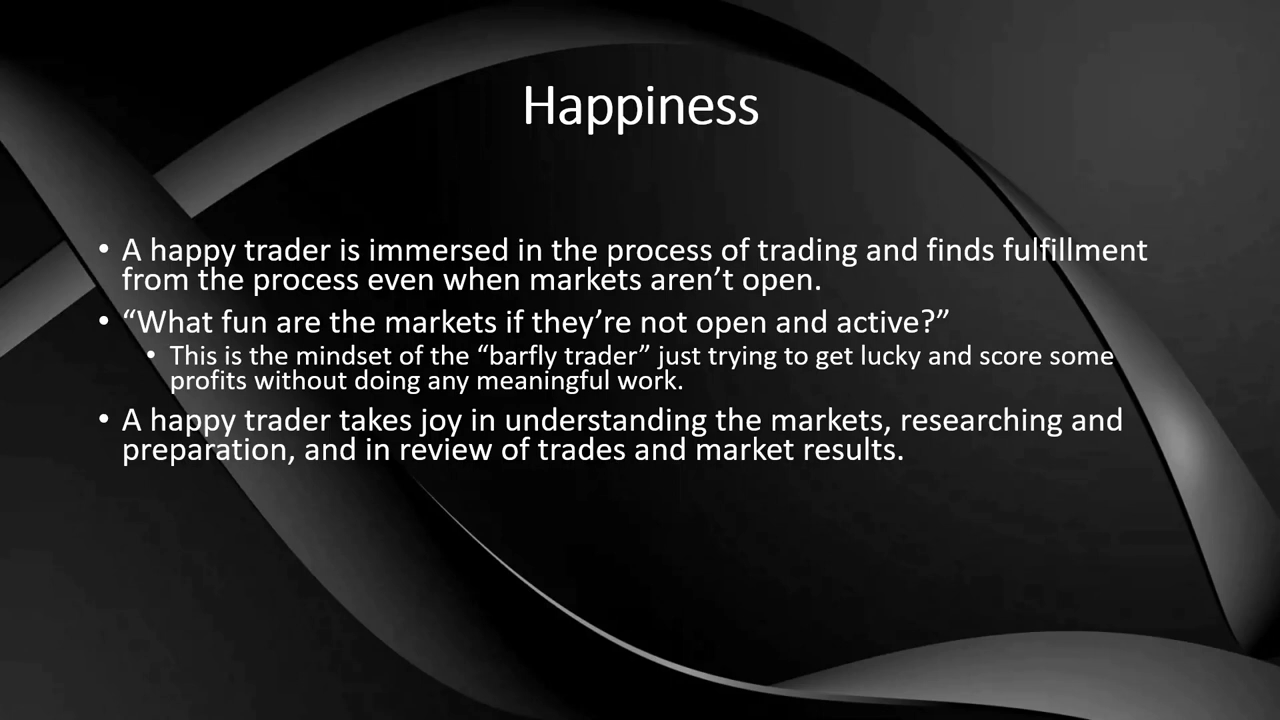 Happiness
• A happy trader is immersed in the process of trading and finds fulfillment
from the process even when markets aren’t open.
• “What fun are the markets if they’re not open and active?”
• This is the mindset of the “barfly trader” just trying to get lucky and score some
profits without doing any meaningful work.
• A happy trader takes joy in understanding the markets, researching and
preparation, and in review of trades and market results.